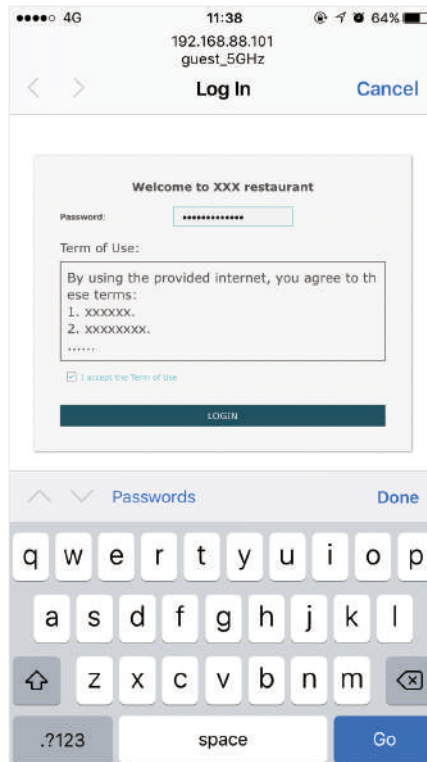 4G 11:38 64%
192.168.88.101
guest_5GHz
Log In Cancel
Welcome to XXX restaurant
Password: •••••••••••••
Term of Use:
By using the provided internet, you agree to th
ese terms:
1. xxxxxx.
2. xxxxxxxx.
......
I accept the Term of Use
LOGIN
Passwords Done
q w e r t y u i o p
a s d f g h j k l
z x c v b n m
.?123 space Go